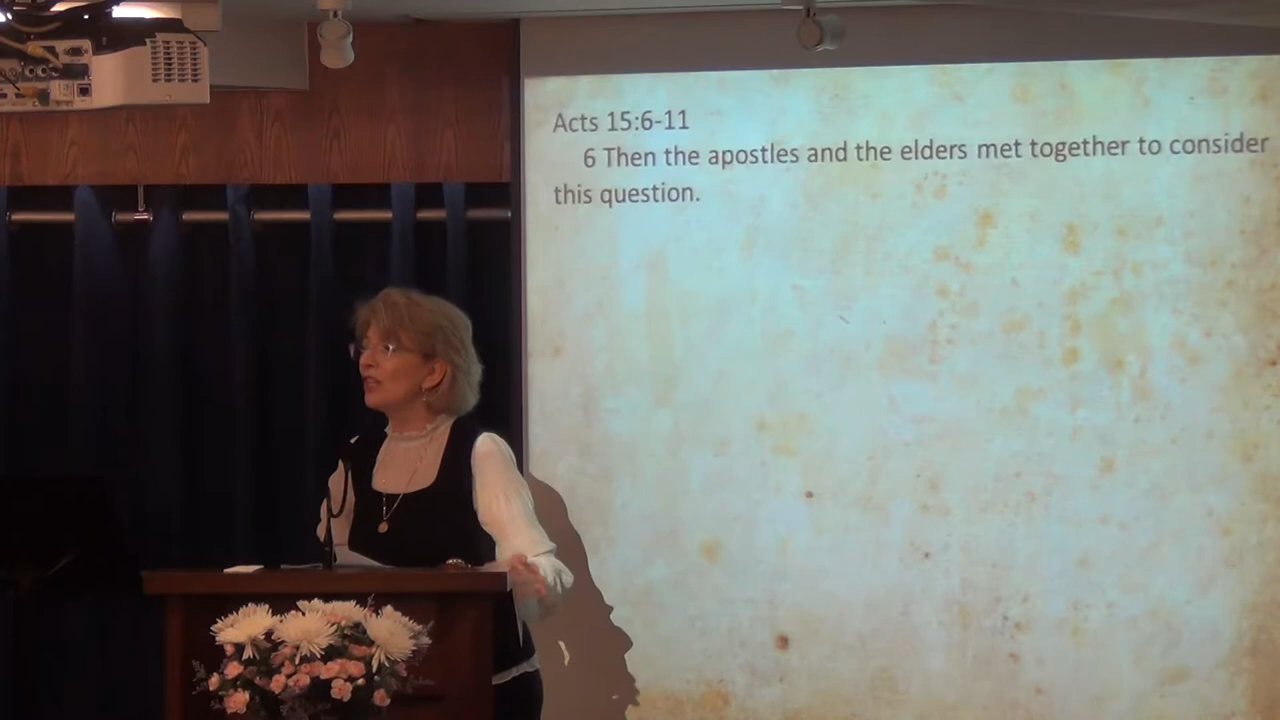 Acts 15:6-11
6 Then the apostles and the elders met together to consider
this question.